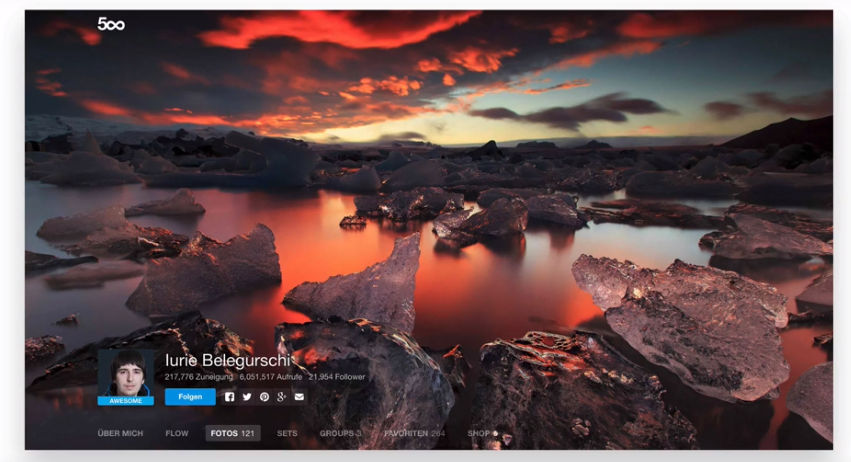 500
Iurie Belegurschi
217,776 Zuneigung 6,051,517 Aufrufe 21,954 Follower
AWESOME
Folgen
ÜBER MICH FLOW FOTOS 121 SETS GROUPS 3 FAVORITEN 264 SHOP